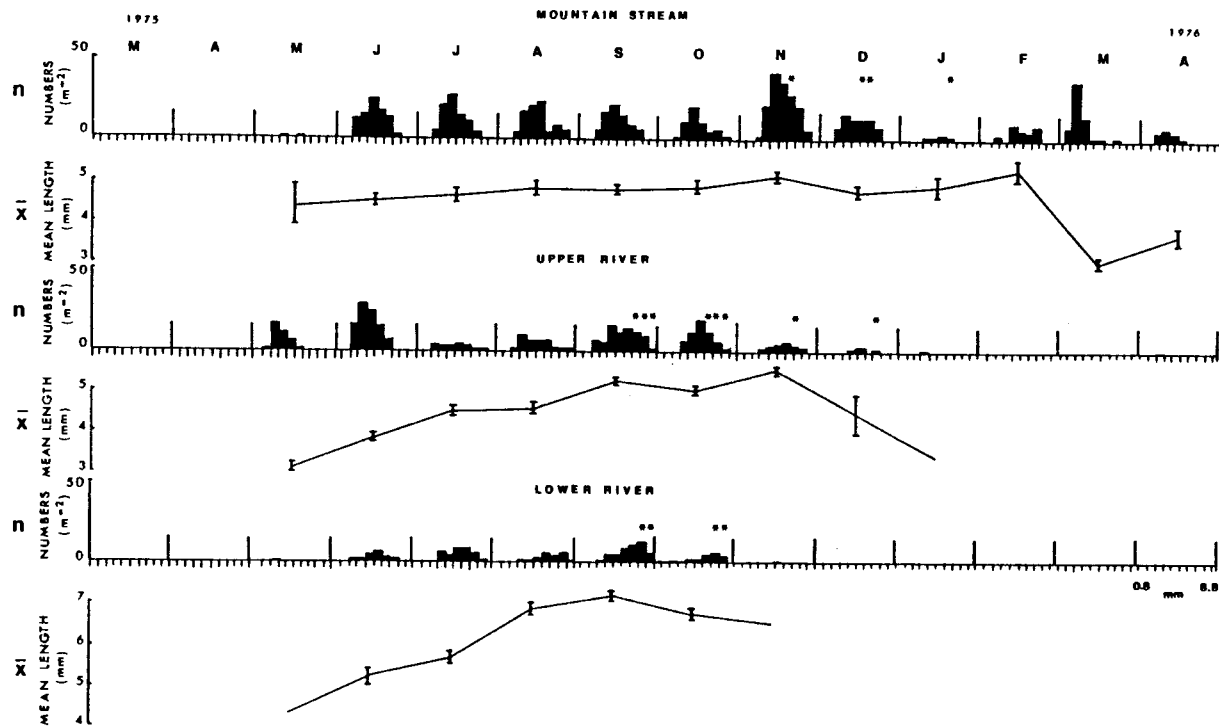 MOUNTAIN STREAM
1975
1976
M A M J J A S O N D J F M A
n
NUMBERS (m⁻²)
50
0
* ** *
x̄
MEAN LENGTH (mm)
5
4
3
UPPER RIVER
n
NUMBERS (m⁻²)
50
0
*** *** * *
x̄
MEAN LENGTH (mm)
5
4
3
LOWER RIVER
n
NUMBERS (m⁻²)
50
0
** **
0.8 mm 8.8
x̄
MEAN LENGTH (mm)
7
6
5
4